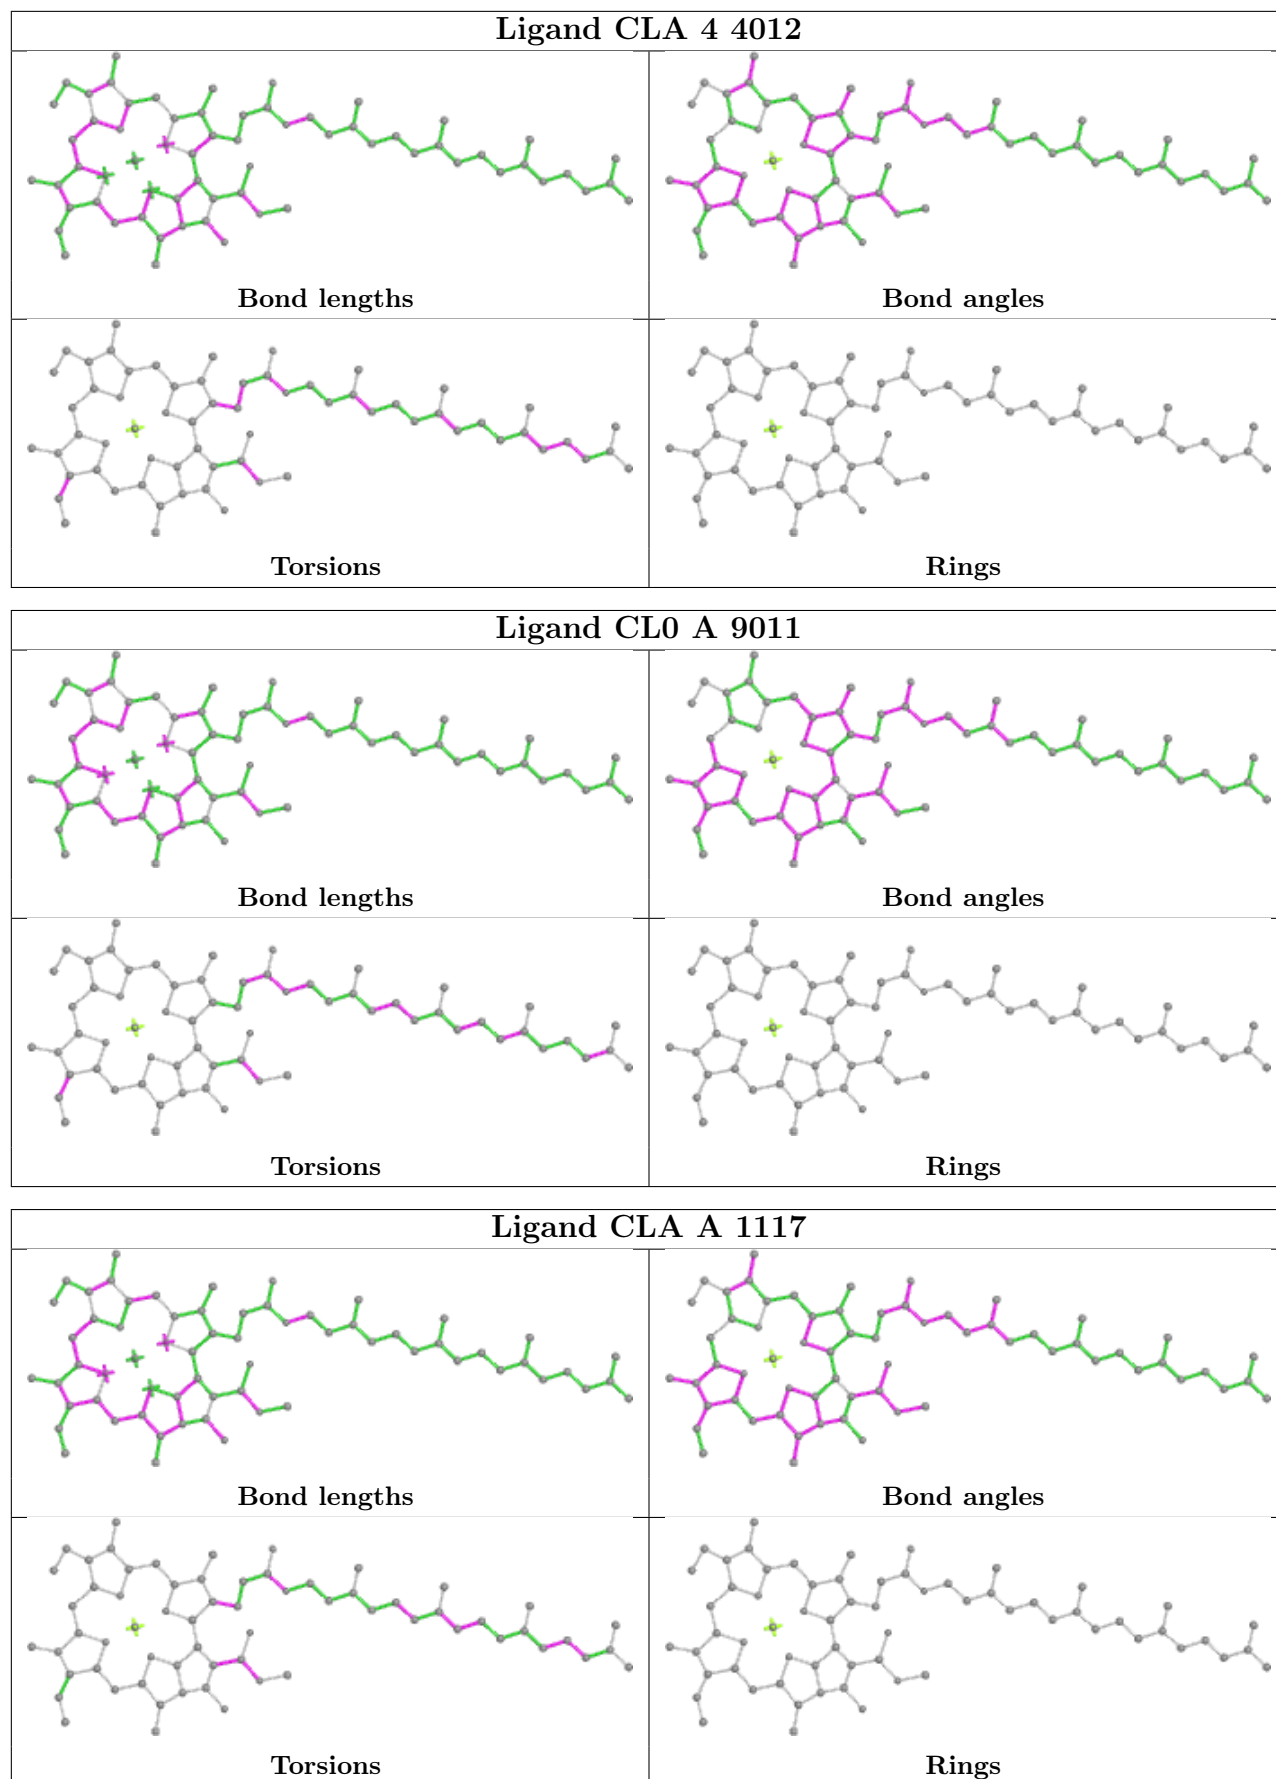 Ligand CLA 4 4012
Bond lengths
Bond angles
Torsions
Rings
Ligand CL0 A 9011
Bond lengths
Bond angles
Torsions
Rings
Ligand CLA A 1117
Bond lengths
Bond angles
Torsions
Rings